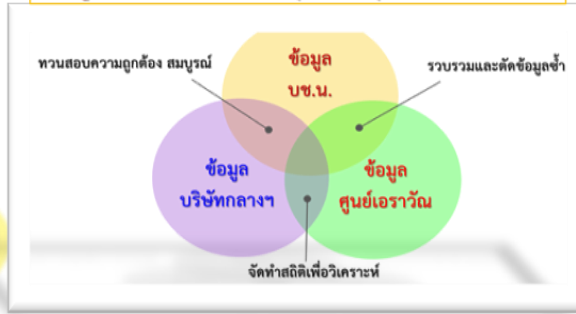 ข้อมูล
บช.น.
ทวนสอบความถูกต้อง สมบูรณ์
รวบรวมและตัดข้อมูลซ้ำ
ข้อมูล
บริษัทกลางฯ
ข้อมูล
ศูนย์เอราวัณ
จัดทำสถิติเพื่อวิเคราะห์